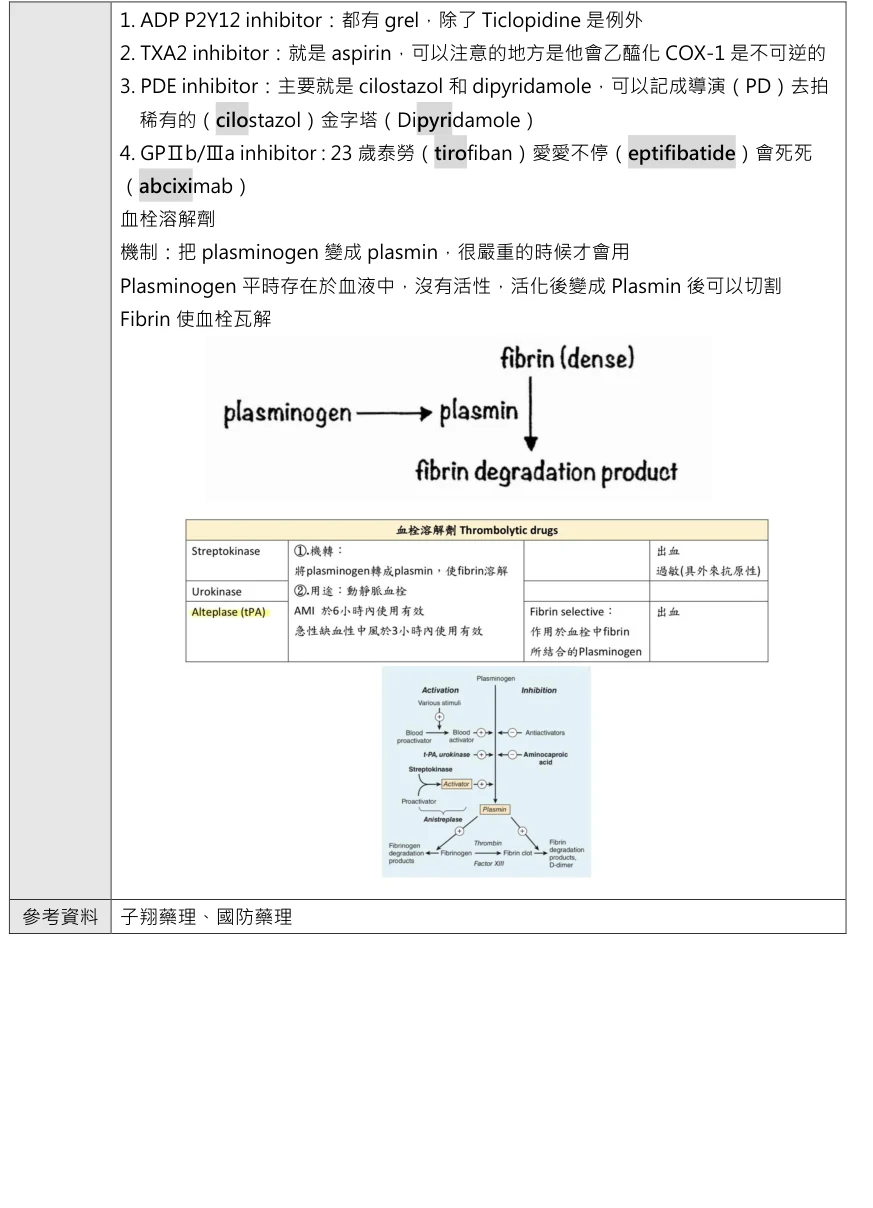 1. ADP P2Y12 inhibitor：都有 grel，除了 Ticlopidine 是例外
2. TXA2 inhibitor：就是 aspirin，可以注意的地方是他會乙醯化 COX-1 是不可逆的
3. PDE inhibitor：主要就是 cilostazol 和 dipyridamole，可以記成導演（PD）去拍
稀有的（cilostazol）金字塔（Dipyridamole）
4. GPⅡb/Ⅲa inhibitor : 23 歲泰勞（tirofiban）愛愛不停（eptifibatide）會死死
（abciximab）
血栓溶解劑
機制：把 plasminogen 變成 plasmin，很嚴重的時候才會用
Plasminogen 平時存在於血液中，沒有活性，活化後變成 Plasmin 後可以切割
Fibrin 使血栓瓦解
fibrin (dense)
plasminogen
plasmin
fibrin degradation product
血栓溶解劑 Thrombolytic drugs
Streptokinase
①.機轉：
將plasminogen轉成plasmin，使fibrin溶解
出血
過敏(具外來抗原性)
Urokinase
②.用途：動靜脈血栓
Alteplase (tPA)
AMI 於6小時內使用有效
急性缺血性中風於3小時內使用有效
Fibrin selective：
作用於血栓中fibrin
所結合的Plasminogen
出血
Plasminogen
Activation
Inhibition
Various stimuli
+
Blood
proactivator
Blood
activator
+
−
Antiactivators
t-PA, urokinase
+
−
Aminocaproic
acid
Streptokinase
Activator
+
Proactivator
Anistreplase
Plasmin
+
+
Fibrinogen
degradation
products
Fibrinogen
Thrombin
Factor XIII
Fibrin clot
Fibrin
degradation
products,
D-dimer
參考資料
子翔藥理、國防藥理